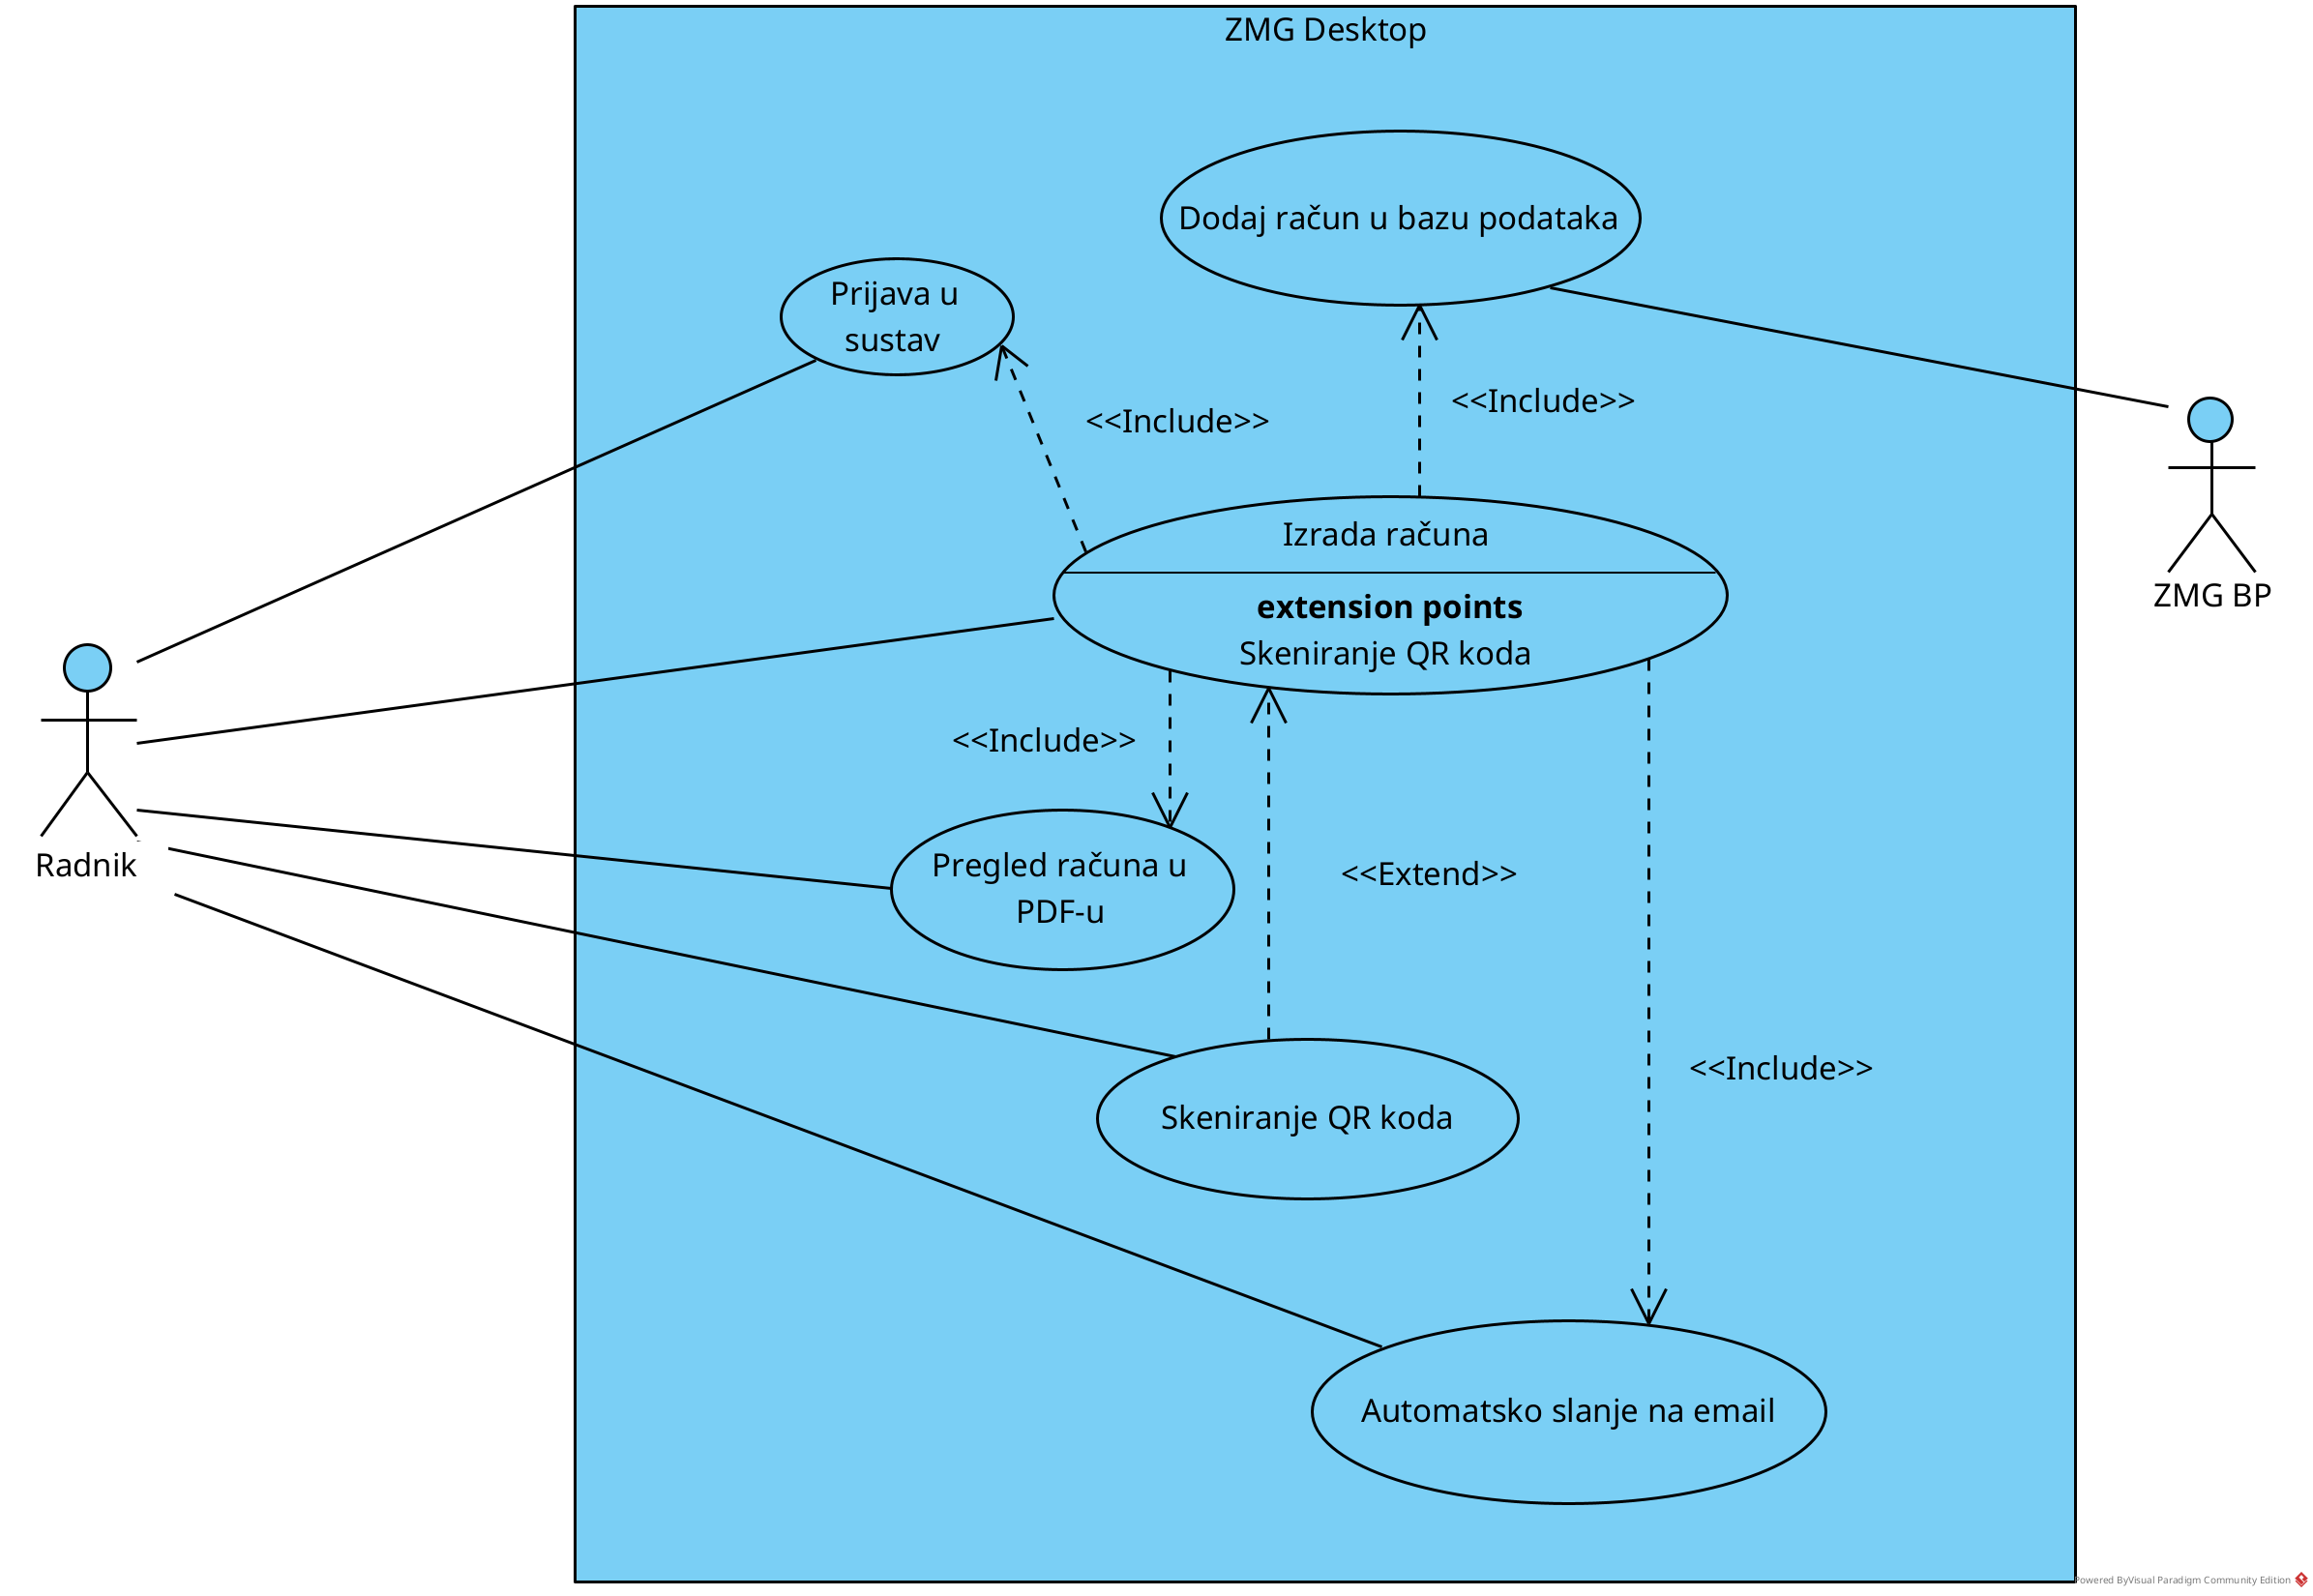 ZMG Desktop
Dodaj račun u bazu podataka
Prijava u
sustav
<<Include>>
<<Include>>
Izrada računa
extension points
Skeniranje QR koda
ZMG BP
<<Include>>
Radnik
Pregled računa u
PDF-u
<<Extend>>
<<Include>>
Skeniranje QR koda
Automatsko slanje na email
Powered ByVisual Paradigm Community Edition